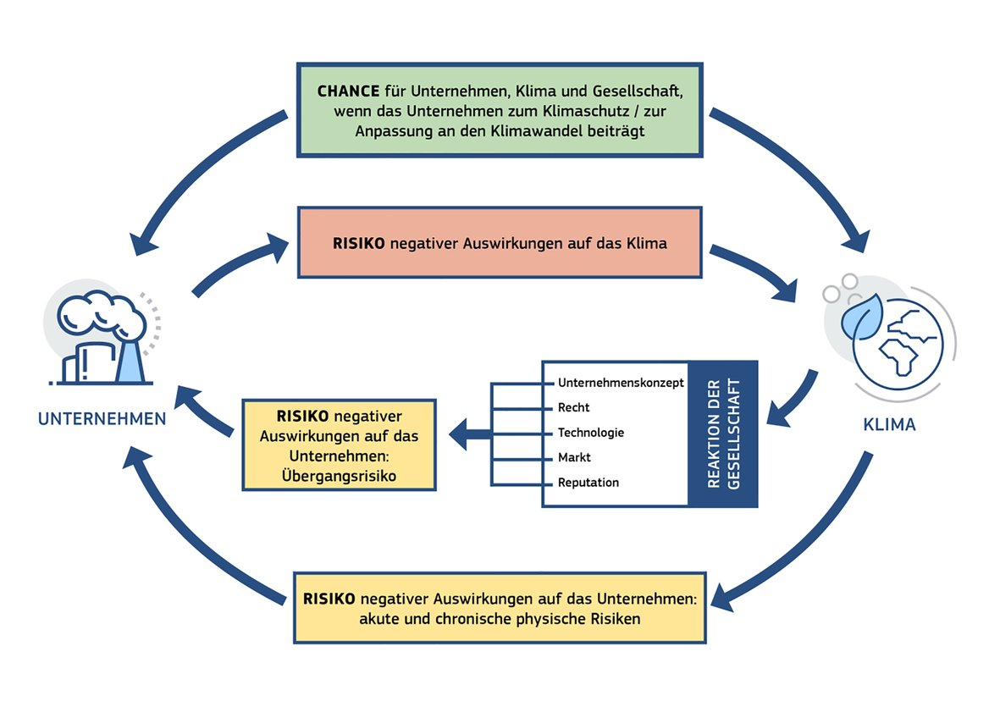 CHANCE für Unternehmen, Klima und Gesellschaft,
wenn das Unternehmen zum Klimaschutz / zur
Anpassung an den Klimawandel beiträgt
RISIKO negativer Auswirkungen auf das Klima
UNTERNEHMEN
KLIMA
RISIKO negativer
Auswirkungen auf das
Unternehmen:
Übergangsrisiko
Unternehmenskonzept
Recht
Technologie
Markt
Reputation
REAKTION DER
GESELLSCHAFT
RISIKO negativer Auswirkungen auf das Unternehmen:
akute und chronische physische Risiken